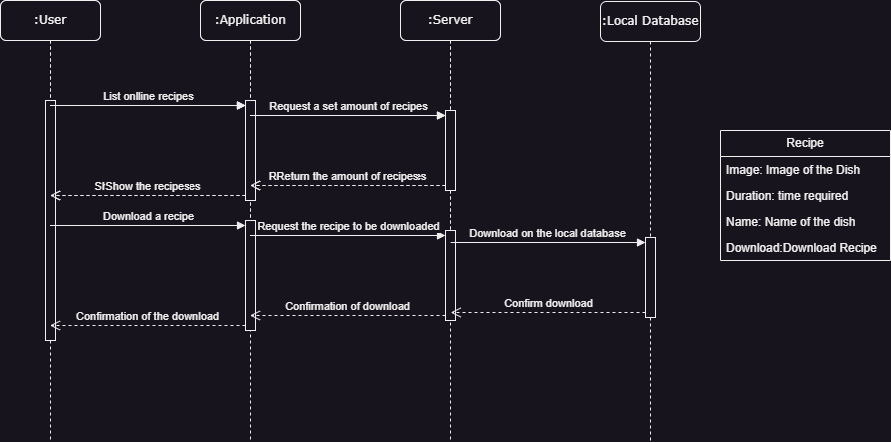 :User
:Application
:Server
:Local Database
List onlline recipes
Request a set amount of recipes
RReturn the amount of recipess
SIShow the recipeses
Download a recipe
Request the recipe to be downloaded
Download on the local database
Confirm download
Confirmation of download
Confirmation of the download
Recipe
Image: Image of the Dish
Duration: time required
Name: Name of the dish
Download:Download Recipe